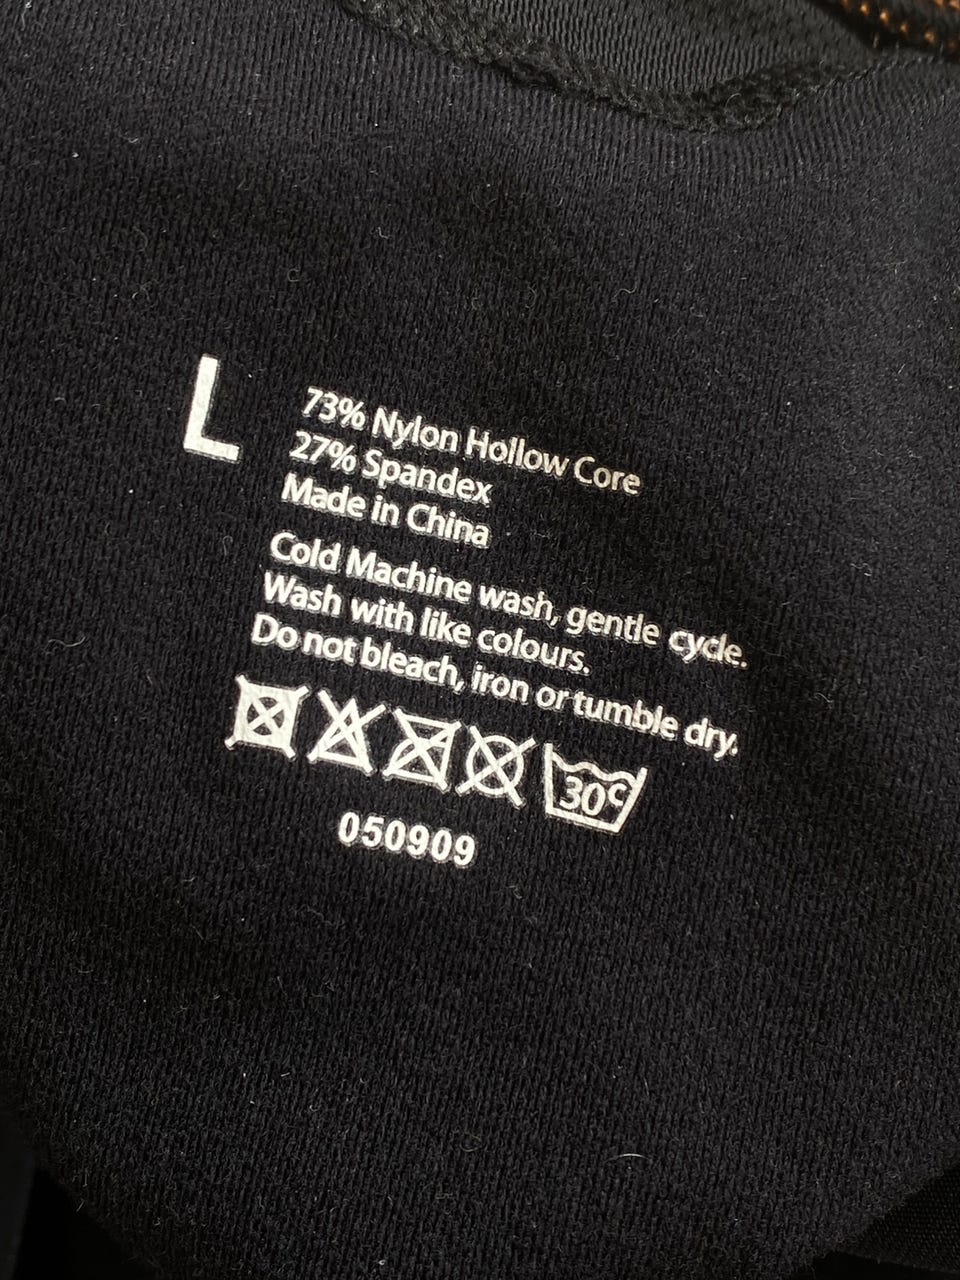 L
73% Nylon Hollow Core
27% Spandex
Made in China
Cold Machine wash, gentle cycle.
Wash with like colours.
Do not bleach, iron or tumble dry.
30°C
050909